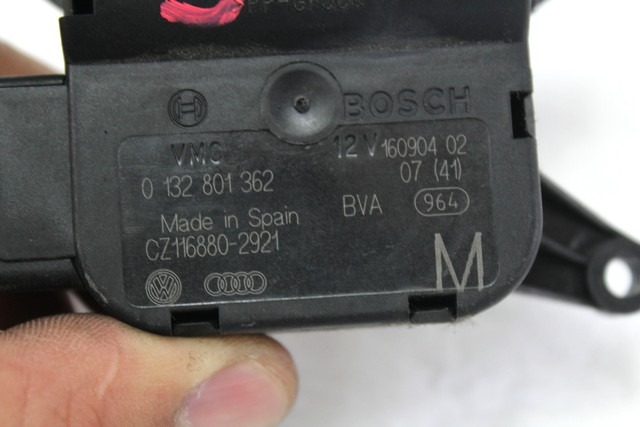 BOSCH
VMC 12 V 160904 02
0 132 801 362 07 (41)
BVA 964
Made in Spain
CZ116880-2921
M